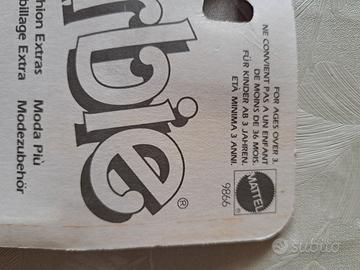 rbie®
FOR AGES OVER 3.
NE CONVIENT PAS A UN ENFANT
DE MOINS DE 36 MOIS.
FÜR KINDER AB 3 JAHREN.
ETÀ MINIMA 3 ANNI.
MATTEL
9866
hion Extras Moda Più
billage Extra Modezubehör
subito